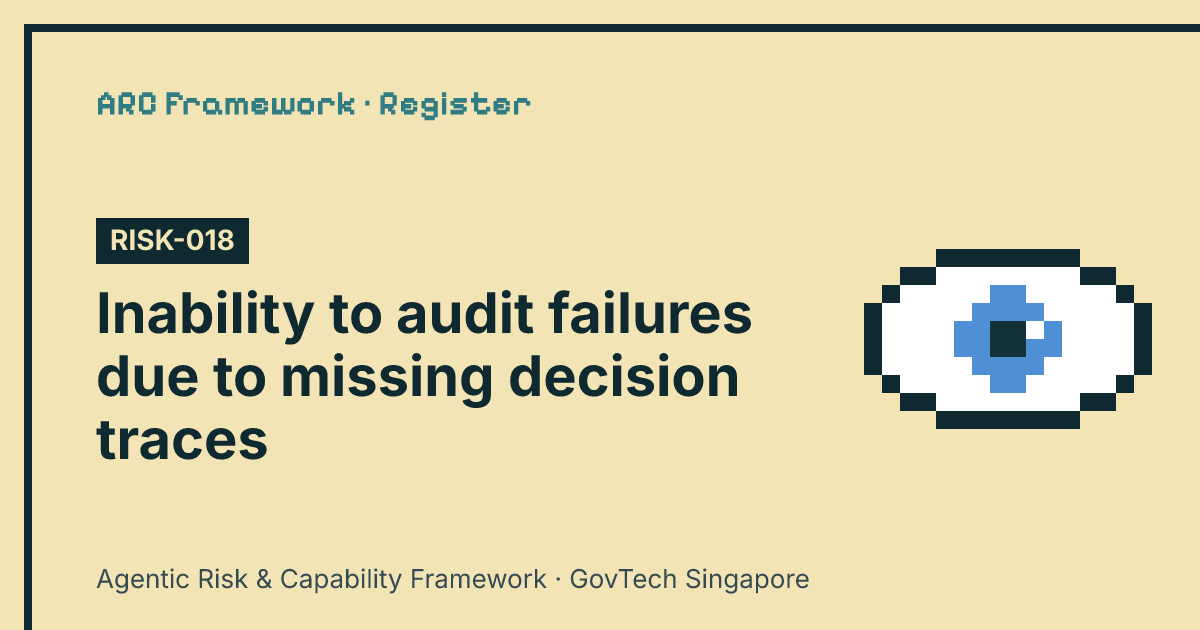 ARC Framework · Register
RISK-018
Inability to audit failures
due to missing decision
traces
Agentic Risk & Capability Framework · GovTech Singapore